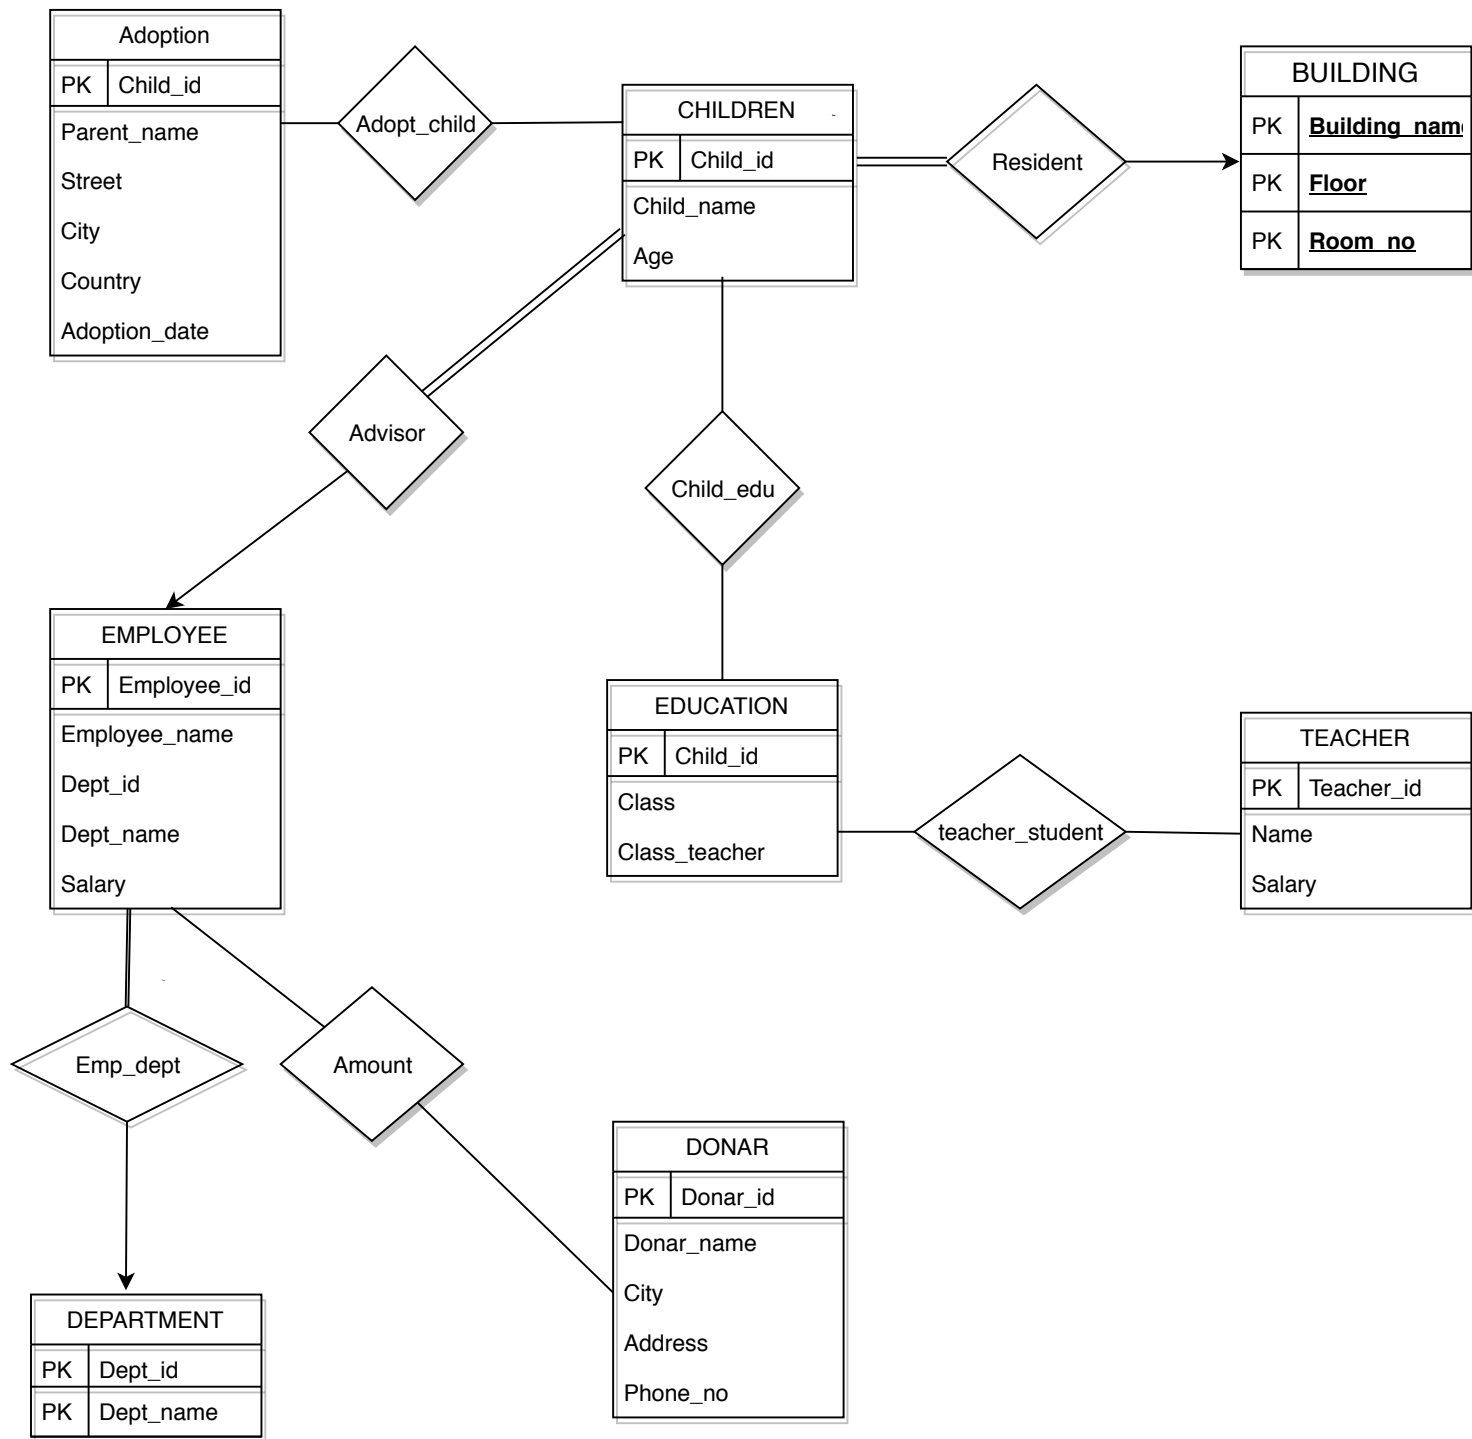 Adoption
PK Child_id
Parent_name
Street
City
Country
Adoption_date
Adopt_child
CHILDREN
PK Child_id
Child_name
Age
Resident
BUILDING
PK
PK Floor
PK Room_no
Advisor
Child_edu
EMPLOYEE
PK Employee_id
Employee_name
Dept_id
Dept_name
Salary
EDUCATION
PK Child_id
Class
Class_teacher
teacher_student
TEACHER
PK Teacher_id
Name
Salary
Emp_dept
Amount
DONAR
PK Donar_id
Donar_name
City
Address
Phone_no
DEPARTMENT
PK Dept_id
PK Dept_name